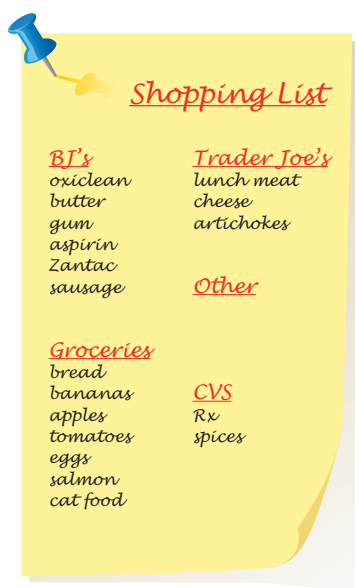 Shopping List
BJ's
oxiclean
butter
gum
aspirin
Zantac
sausage
Groceries
bread
bananas
apples
tomatoes
eggs
salmon
cat food
Trader Joe's
lunch meat
cheese
artichokes
Other
CVS
Rx
spices